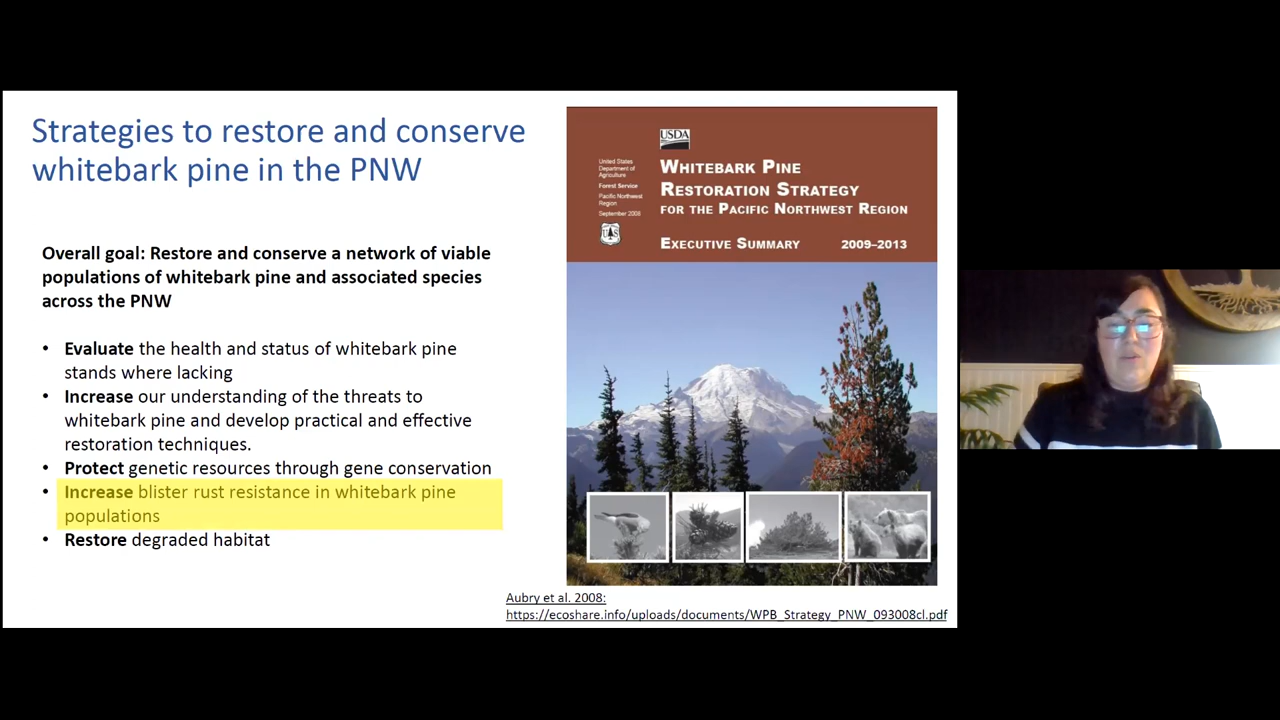 Strategies to restore and conserve
whitebark pine in the PNW
Overall goal: Restore and conserve a network of viable
populations of whitebark pine and associated species
across the PNW
• Evaluate the health and status of whitebark pine
stands where lacking
• Increase our understanding of the threats to
whitebark pine and develop practical and effective
restoration techniques.
• Protect genetic resources through gene conservation
• Increase blister rust resistance in whitebark pine
populations
• Restore degraded habitat
USDA
United States
Department of
Agriculture
Forest Service
Pacific Northwest
Region
September 2008
WHITEBARK PINE
RESTORATION STRATEGY
FOR THE PACIFIC NORTHWEST REGION
EXECUTIVE SUMMARY 2009–2013
Aubry et al. 2008:
https://ecoshare.info/uploads/documents/WPB_Strategy_PNW_093008cl.pdf